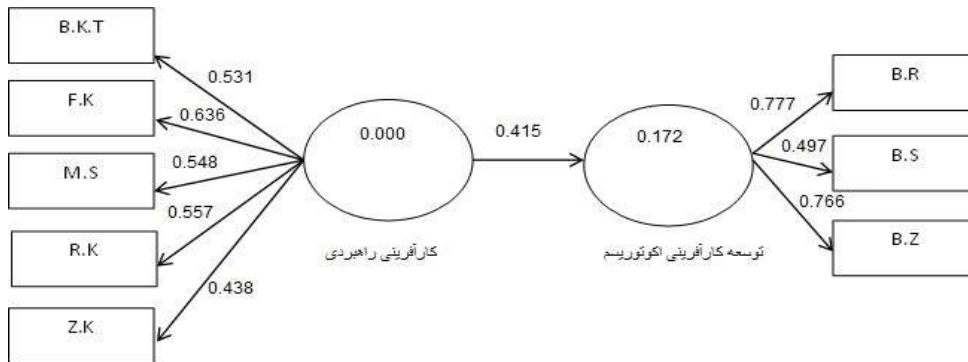 B.K.T
0.531
F.K
0.636
M.S
0.548
R.K
0.557
Z.K
0.438
0.000
کارآفرینی راهبردی
0.415
0.172
توسعه کارآفرینی اکوتوریسم
B.R
0.777
B.S
0.497
B.Z
0.766